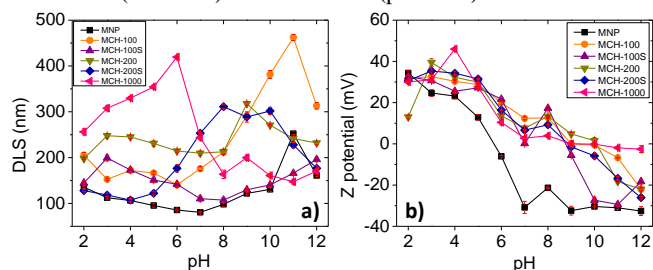 500
400
300
200
100
DLS (nm)
MNP
MCH-100
MCH-100S
MCH-200
MCH-200S
MCH-1000
a)
2 4 6 8 10 12
pH
60
40
20
0
-20
-40
Z potential (mV)
MNP
MCH-100
MCH-100S
MCH-200
MCH-200S
MCH-1000
b)
2 4 6 8 10 12
pH